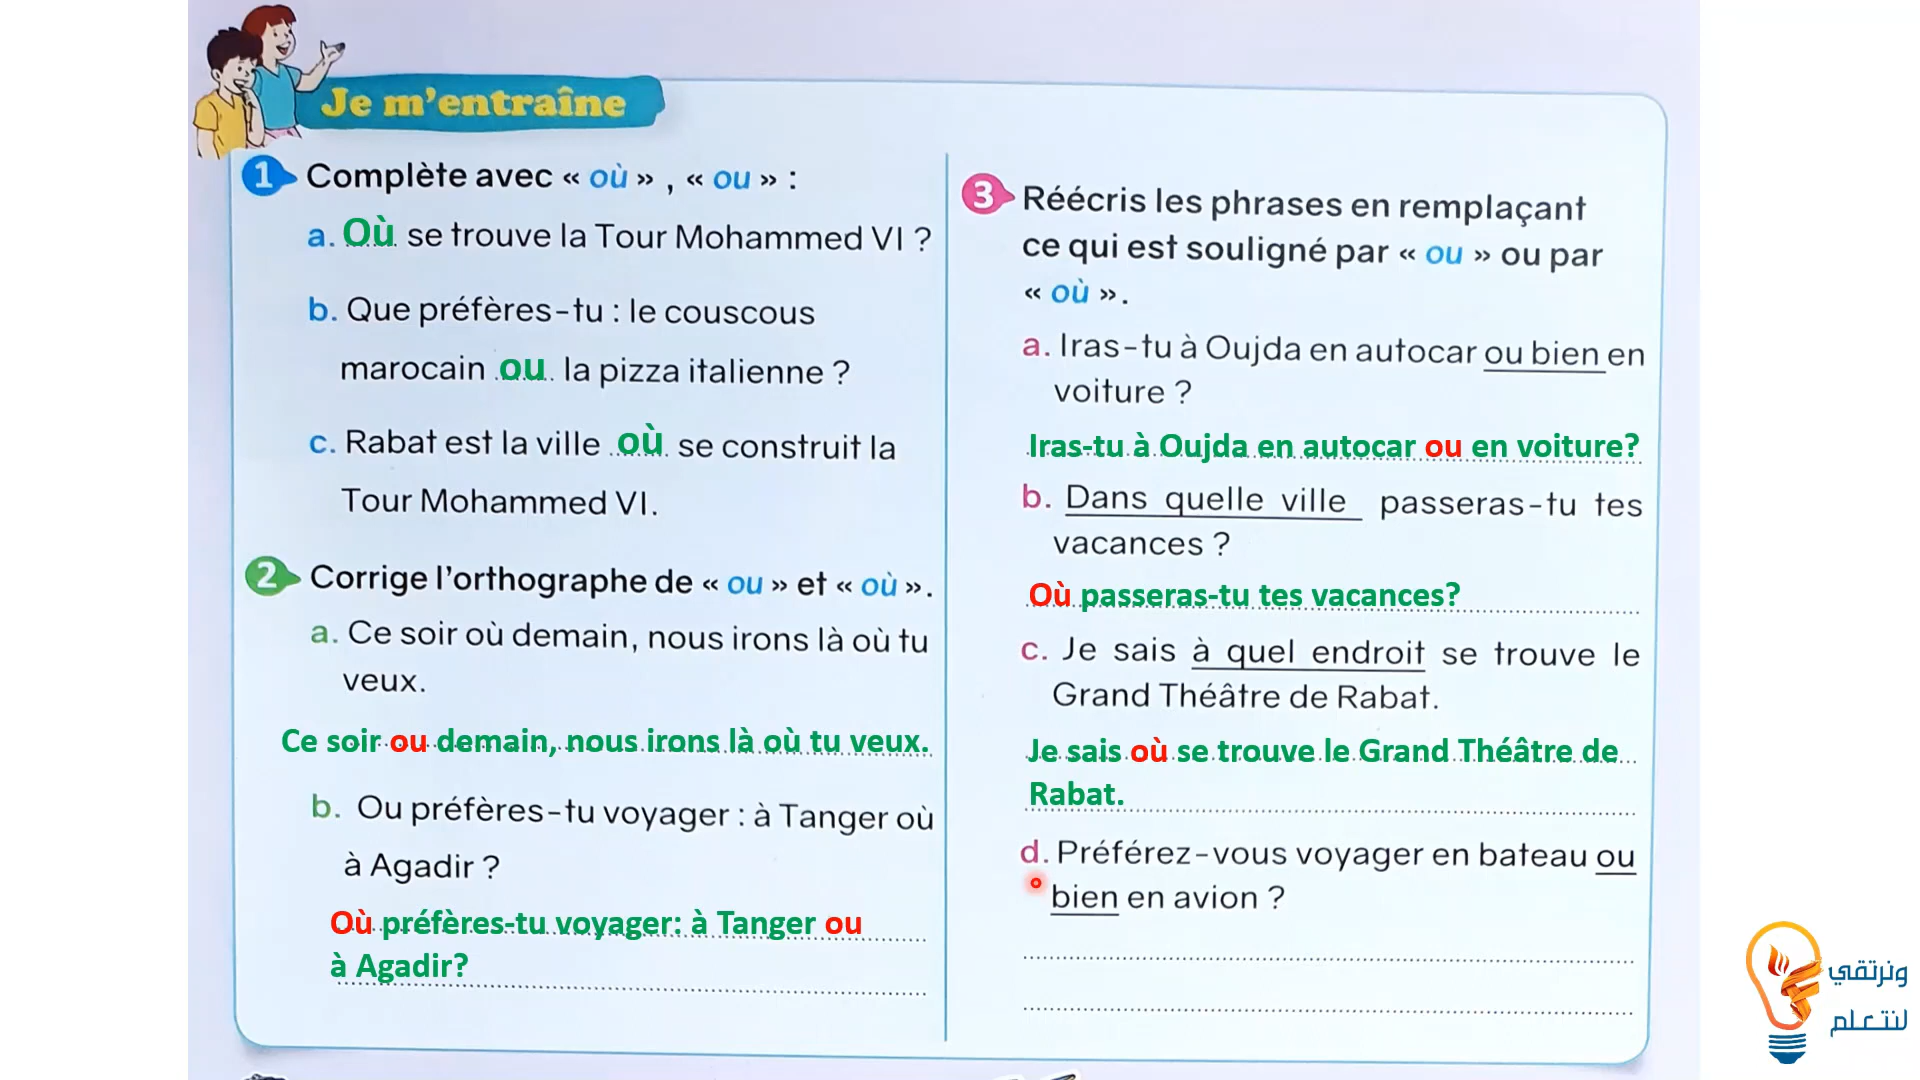 Je m'entraîne
1 Complète avec « où » , « ou » :
a. Où se trouve la Tour Mohammed VI ?
b. Que préfères-tu : le couscous
marocain ou la pizza italienne ?
c. Rabat est la ville où se construit la
Tour Mohammed VI.
2 Corrige l'orthographe de « ou » et « où ».
a. Ce soir où demain, nous irons là où tu
veux.
Ce soir ou demain, nous irons là où tu veux.
b. Ou préfères-tu voyager : à Tanger où
à Agadir ?
Où préfères-tu voyager: à Tanger ou
à Agadir?
3 Réécris les phrases en remplaçant
ce qui est souligné par « ou » ou par
« où ».
a. Iras-tu à Oujda en autocar ou bien en
voiture ?
Iras-tu à Oujda en autocar ou en voiture?
b. Dans quelle ville passeras-tu tes
vacances ?
Où passeras-tu tes vacances?
c. Je sais à quel endroit se trouve le
Grand Théâtre de Rabat.
Je sais où se trouve le Grand Théâtre de
Rabat.
d. Préférez-vous voyager en bateau ou
bien en avion ?
ونرتقي
لنتعلم